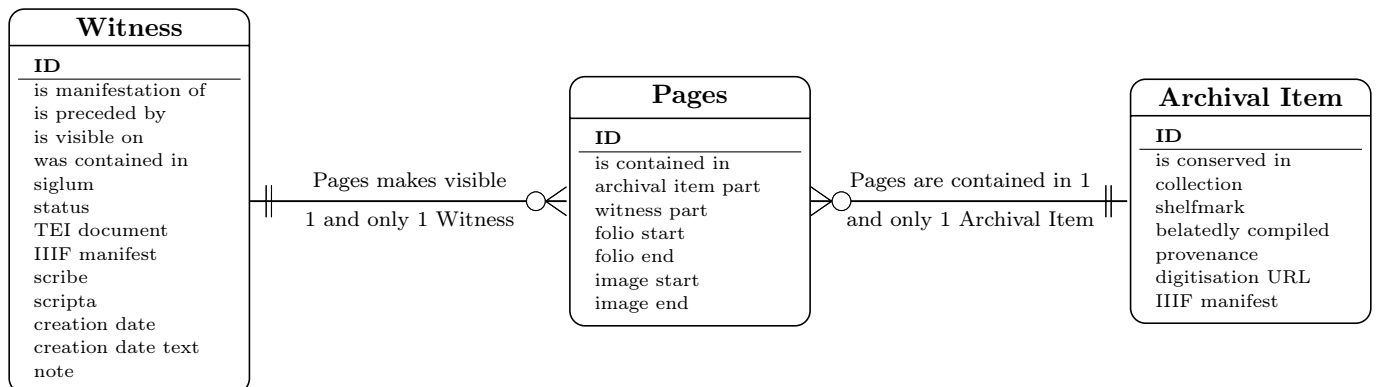 Witness
ID
is manifestation of
is preceded by
is visible on
was contained in
siglum
status
TEI document
IIIF manifest
scribe
scripta
creation date
creation date text
note
Pages makes visible
1 and only 1 Witness
Pages
ID
is contained in
archival item part
witness part
folio start
folio end
image start
image end
Pages are contained in 1
and only 1 Archival Item
Archival Item
ID
is conserved in
collection
shelfmark
belatedly compiled
provenance
digitisation URL
IIIF manifest